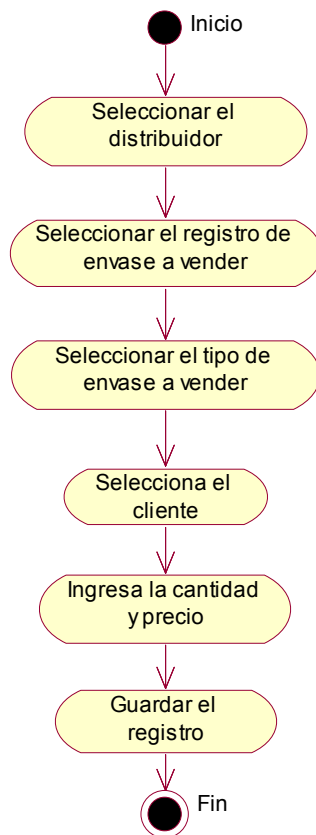 Inicio
Seleccionar el
distribuidor
Seleccionar el registro de
envase a vender
Seleccionar el tipo de
envase a vender
Selecciona el
cliente
Ingresa la cantidad
y precio
Guardar el
registro
Fin